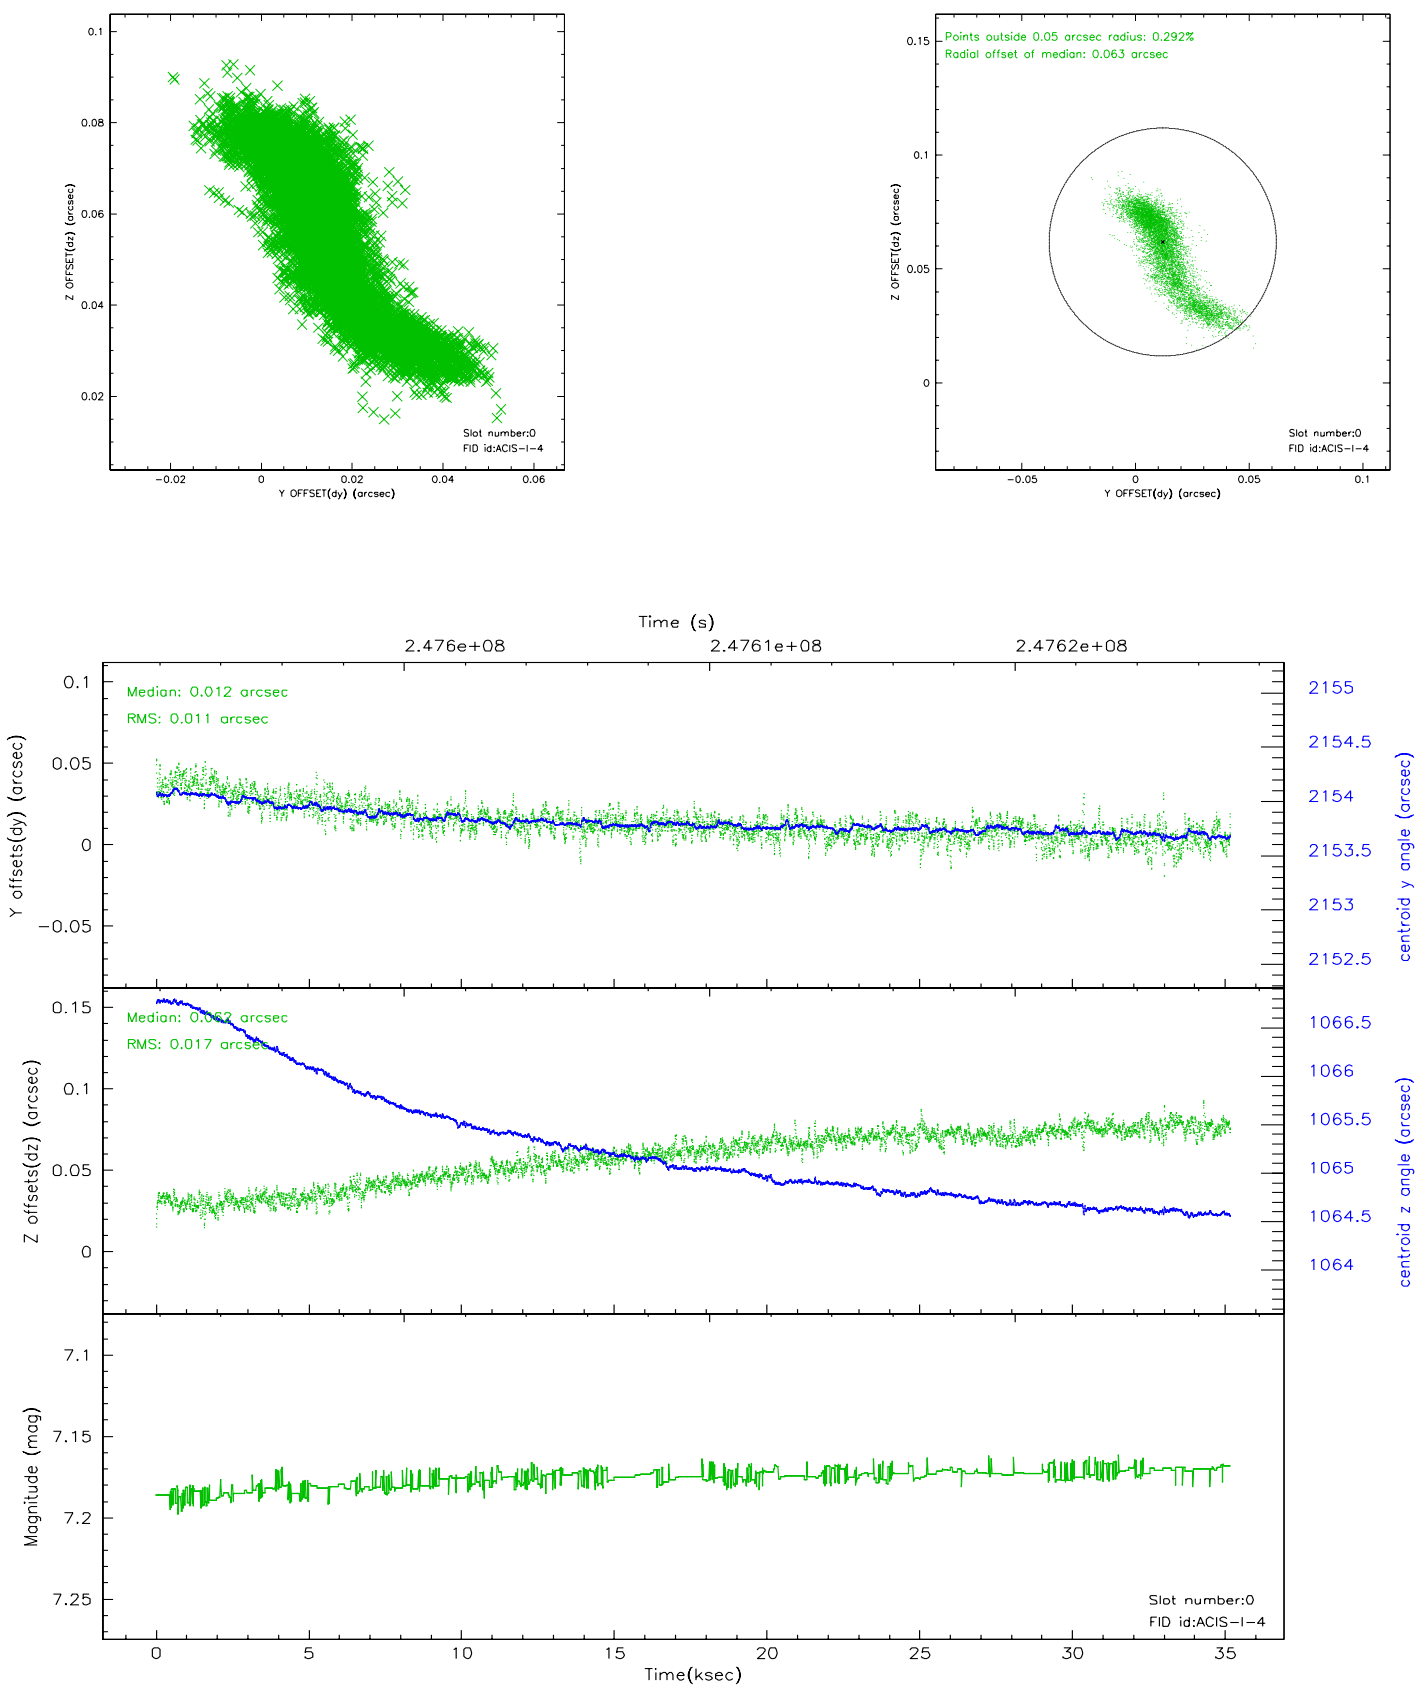 0.1
0.08
0.06
0.04
0.02
Z OFFSET(dz) (arcsec)
Slot number:0
FID id:ACIS-I-4
-0.02 0 0.02 0.04 0.06
Y OFFSET(dy) (arcsec)
Points outside 0.05 arcsec radius: 0.292%
Radial offset of median: 0.063 arcsec
0.15
0.1
0.05
0
Z OFFSET(dz) (arcsec)
Slot number:0
FID id:ACIS-I-4
-0.05 0 0.05 0.1
Y OFFSET(dy) (arcsec)
Time (s)
2.476e+08 2.4761e+08 2.4762e+08
Median: 0.012 arcsec
RMS: 0.011 arcsec
0.1
0.05
0
-0.05
Y offsets(dy) (arcsec)
2155
2154.5
2154
2153.5
2153
2152.5
centroid y angle (arcsec)
Median: 0.062 arcsec
RMS: 0.017 arcsec
0.15
0.1
0.05
0
Z offsets(dz) (arcsec)
1066.5
1066
1065.5
1065
1064.5
1064
centroid z angle (arcsec)
7.1
7.15
7.2
7.25
Magnitude (mag)
Slot number:0
FID id:ACIS-I-4
0 5 10 15 20 25 30 35
Time(ksec)